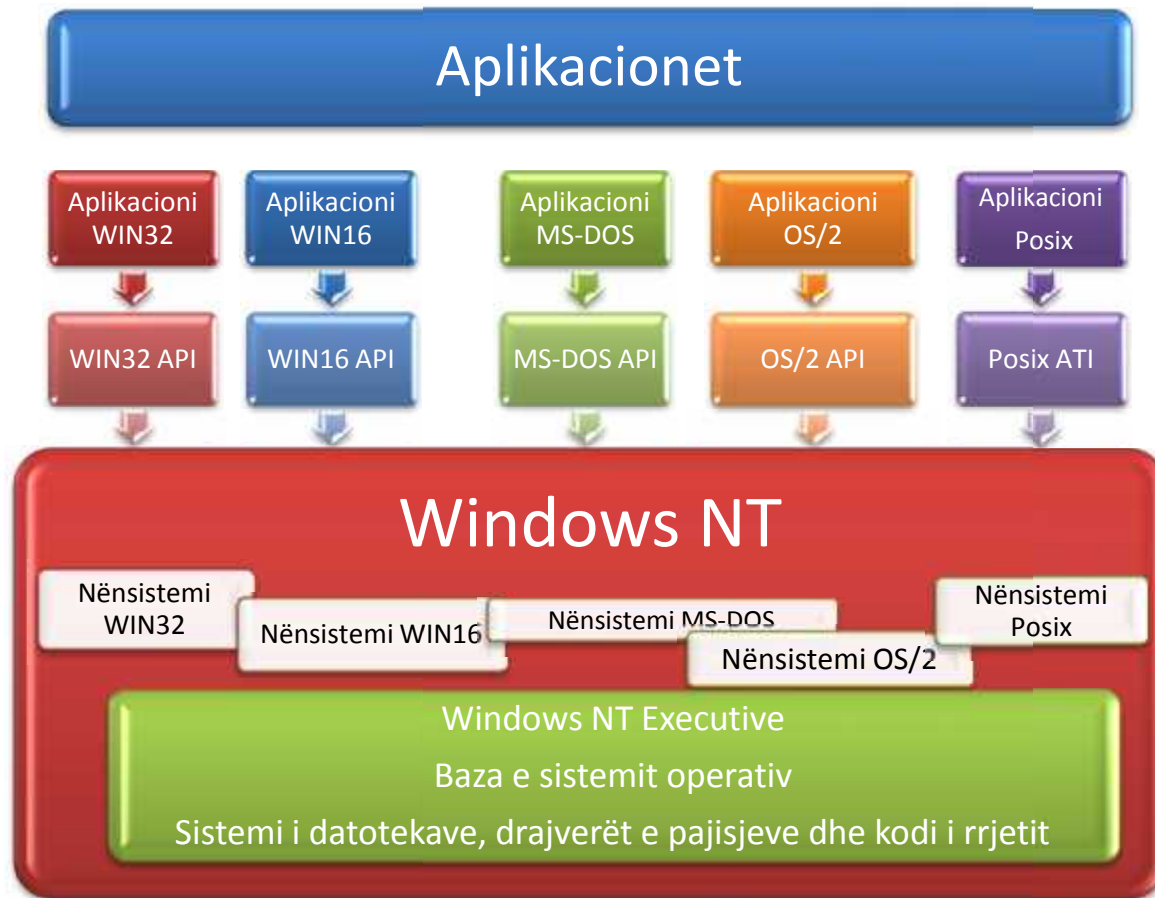 Aplikacionet
Aplikacioni
WIN32
Aplikacioni
WIN16
Aplikacioni
MS-DOS
Aplikacioni
OS/2
Aplikacioni
Posix
WIN32 API
WIN16 API
MS-DOS API
OS/2 API
Posix ATI
Windows NT
Nënsistemi
WIN32
Nënsistemi WIN16
Nënsistemi MS-DOS
Nënsistemi OS/2
Nënsistemi
Posix
Windows NT Executive
Baza e sistemit operativ
Sistemi i datotekave, drajverët e pajisjeve dhe kodi i rrjetit